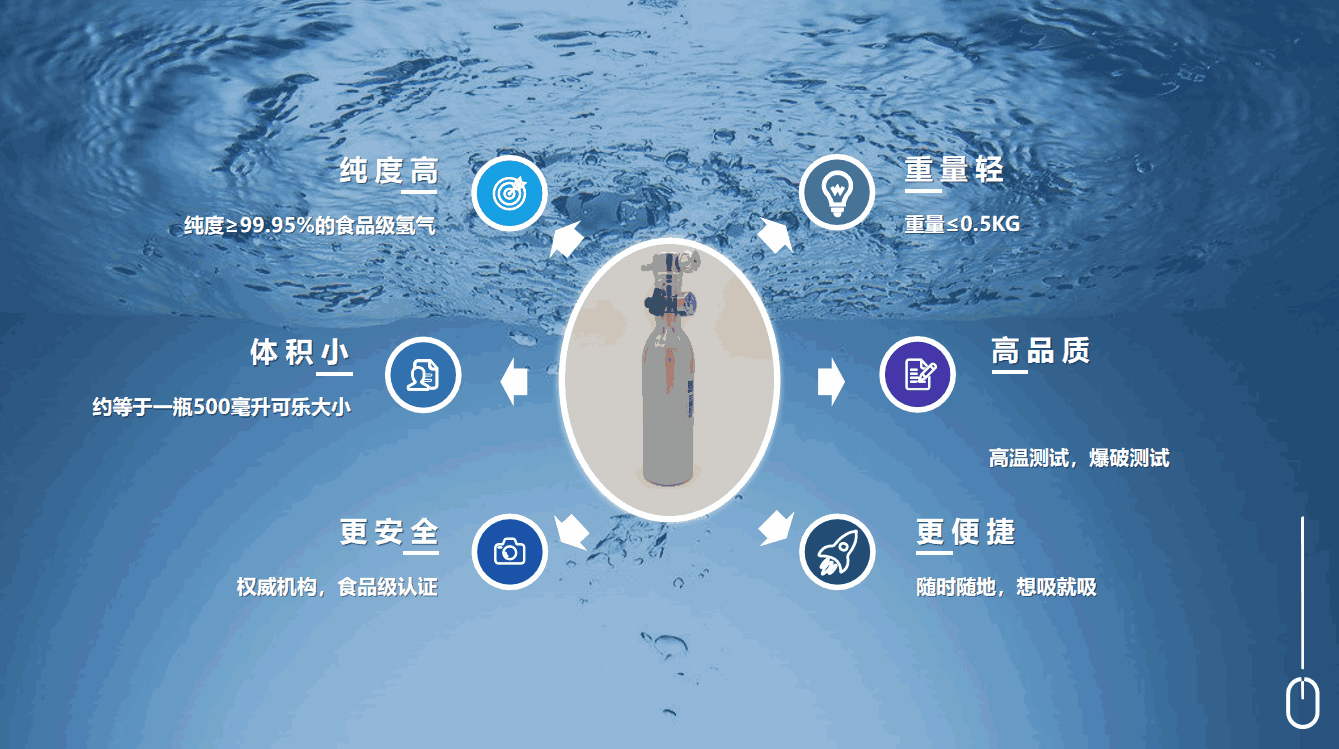 纯度高
纯度≥99.95%的食品级氢气
重量轻
重量≤0.5KG
体积小
约等于一瓶500毫升可乐大小
高品质
高温测试，爆破测试
更安全
权威机构，食品级认证
更便捷
随时随地，想吸就吸